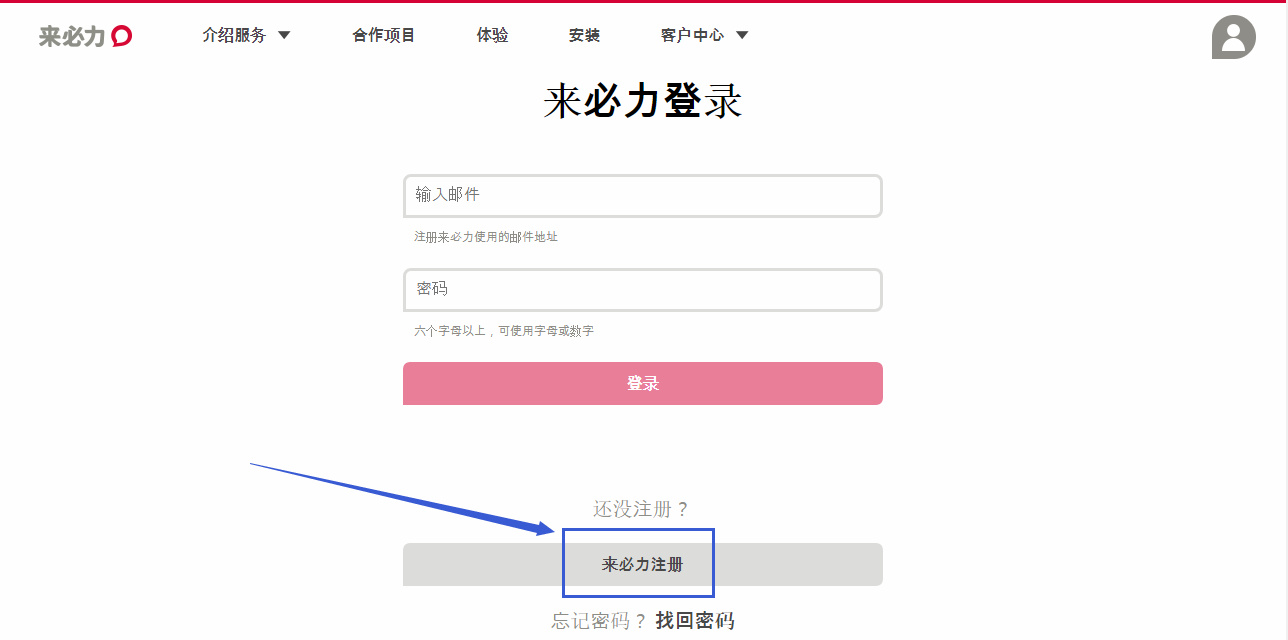 来必力 介绍服务 合作项目 体验 安装 客户中心
来必力登录
输入邮件
注册来必力使用的邮件地址
密码
六个字母以上，可使用字母或数字
登录
还没注册？
来必力注册
忘记密码？ 找回密码